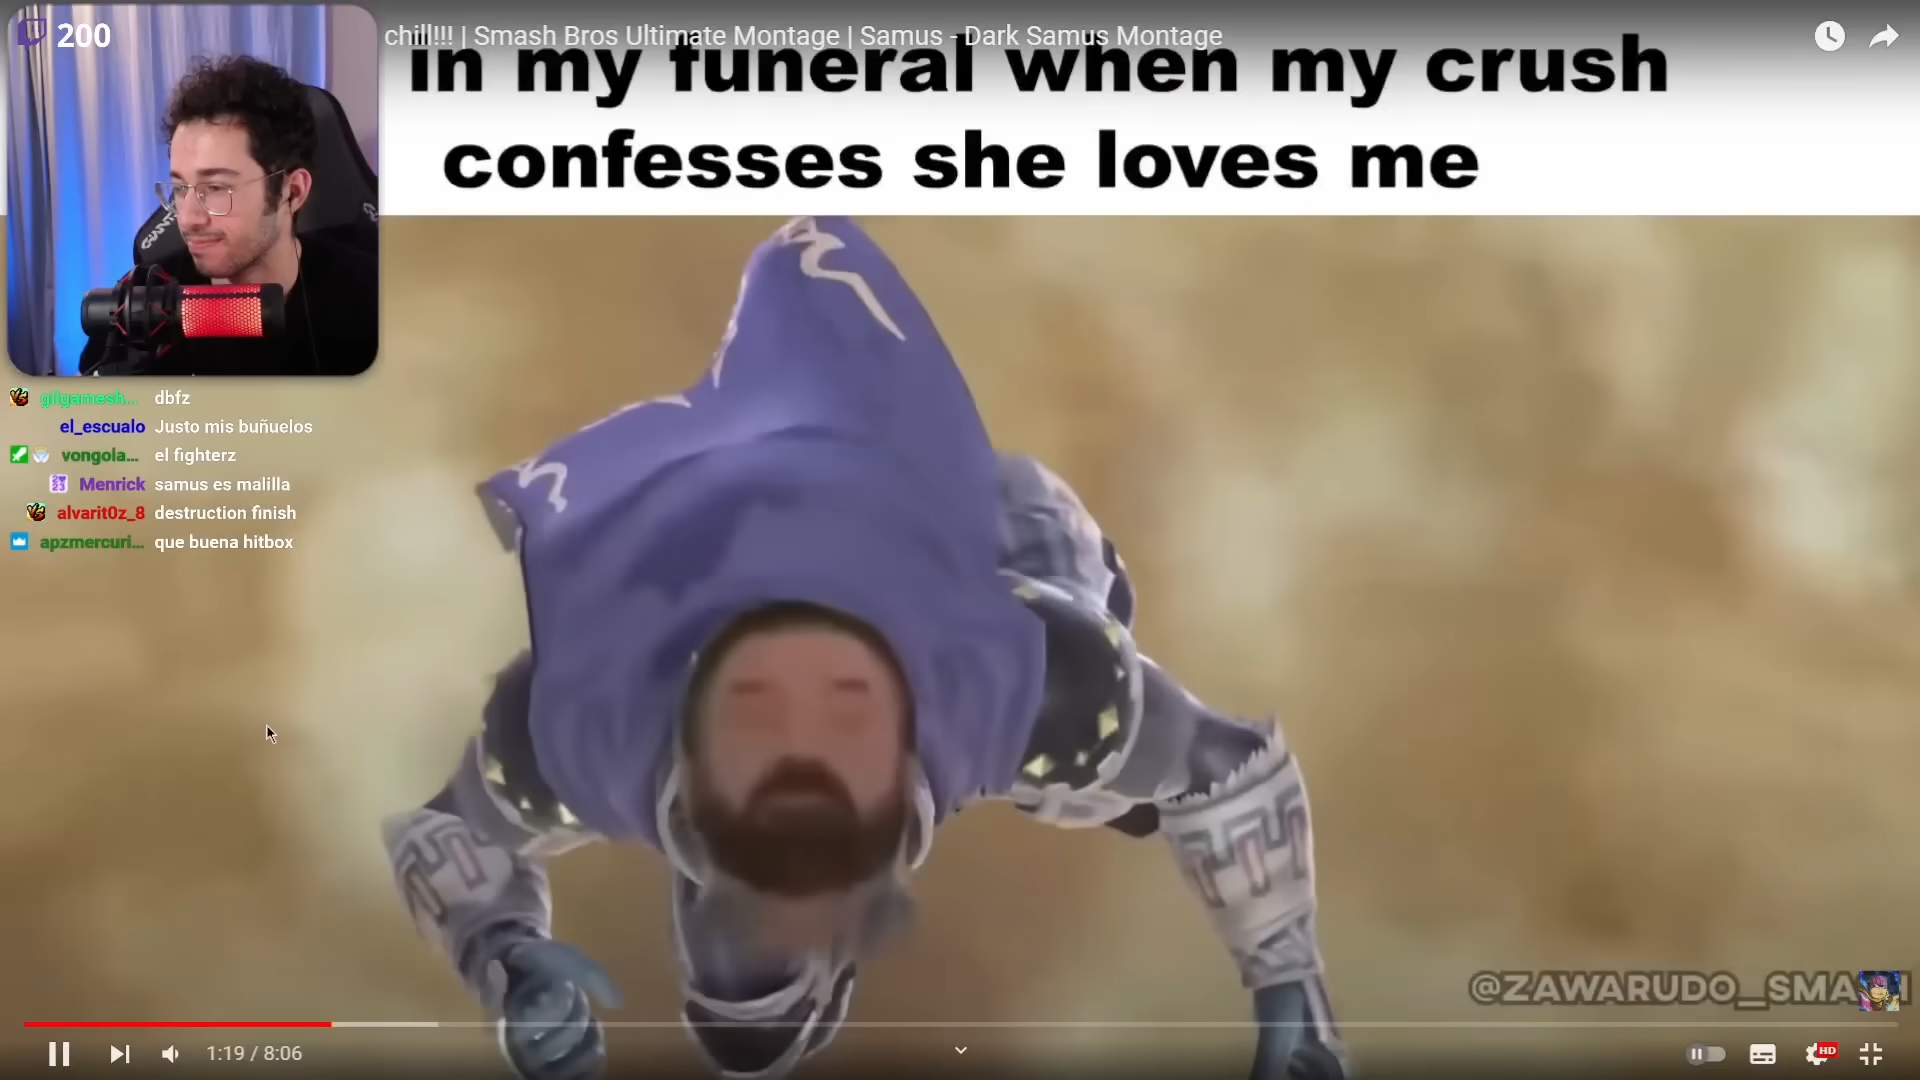 200
chill!!! | Smash Bros Ultimate Montage | Samus - Dark Samus Montage
In my funeral when my crush
confesses she loves me
gilgamesh... dbfz
el_escualo Justo mis buñuelos
vongola... el fighterz
Menrick samus es malilla
alvarit0z_8 destruction finish
apzmercuri... que buena hitbox
@ZAWARUDO_SMA
1:19 / 8:06
HD